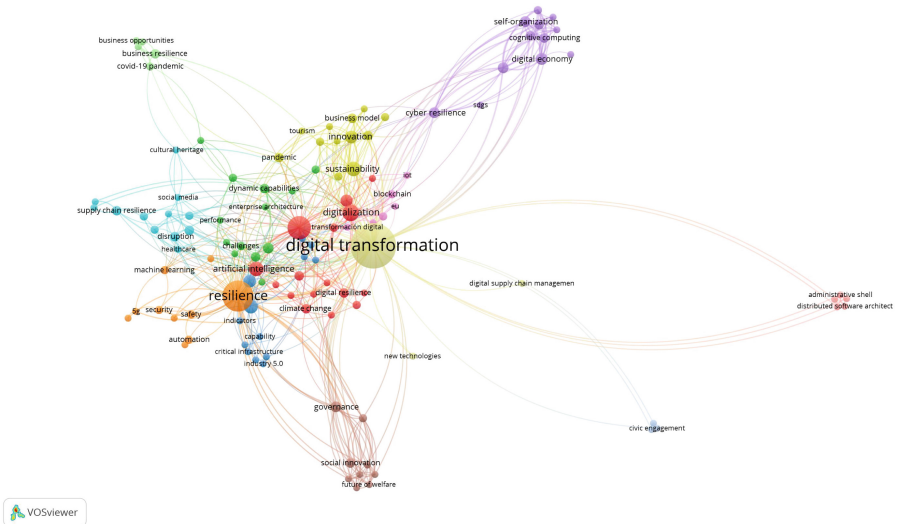 self-organization
business opportunities
cognitive computing
business resilience
digital economy
covid-19 pandemic
sdgs
cyber resilience
business model
tourism
innovation
cultural heritage
pandemic
sustainability
iot
dynamic capabilities
blockchain
social media
enterprise architecture
eu
supply chain resilience
digitalization
performance
transformación digital
disruption
challenges
digital transformation
healthcare
machine learning
artificial intelligence
digital supply chain managemen
resilience
digital resilience
administrative shell
distributed software architect
5g
security
safety
climate change
indicators
automation
capability
critical infrastructure
new technologies
industry 5.0
governance
civic engagement
social innovation
future of welfare
VOSviewer